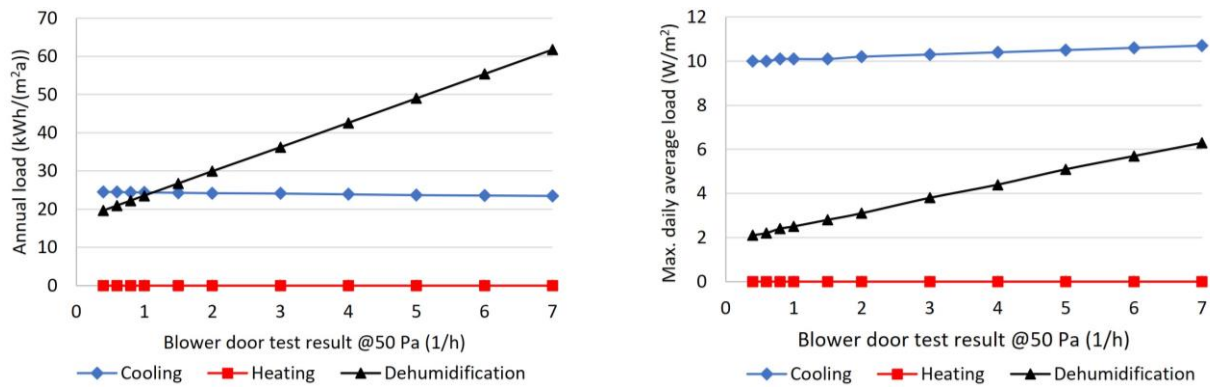 Annual load (kWh/(m²a))
70
60
50
40
30
20
10
0
0 1 2 3 4 5 6 7
Blower door test result @50 Pa (1/h)
Cooling Heating Dehumidification
Max. daily average load (W/m²)
12
10
8
6
4
2
0
0 1 2 3 4 5 6 7
Blower door test result @50 Pa (1/h)
Cooling Heating Dehumidification